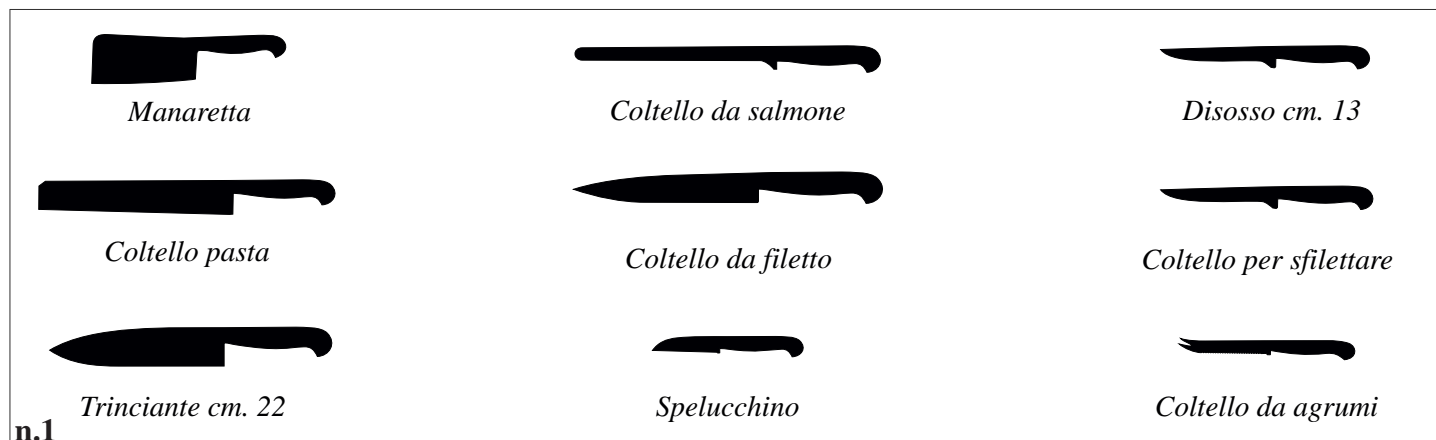 Manaretta
Coltello da salmone
Disosso cm. 13
Coltello pasta
Coltello da filetto
Coltello per sfilettare
Trinciante cm. 22
Spelucchino
Coltello da agrumi
n.1